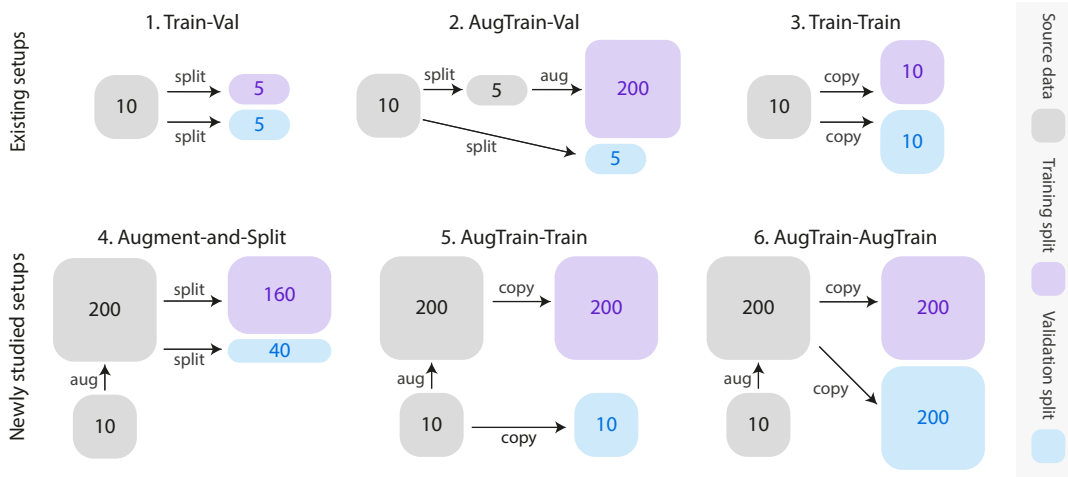 Existing setups
1. Train-Val
10
split
split
5
5
2. AugTrain-Val
10
split
5
aug
200
split
5
3. Train-Train
10
copy
copy
10
10
Newly studied setups
4. Augment-and-Split
200
split
160
split
40
aug
10
5. AugTrain-Train
200
copy
200
aug
10
copy
10
6. AugTrain-AugTrain
200
copy
200
aug
copy
10
200
Source data
Training split
Validation split